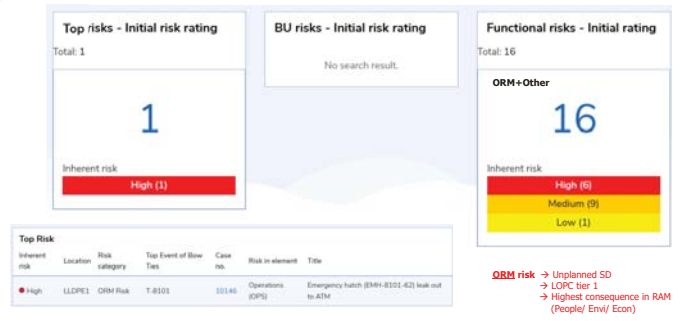 Top risks - Initial risk rating
Total: 1
1
Inherent risk
High (1)
BU risks - Initial risk rating
No search result.
Functional risks - Initial rating
Total: 16
ORM+Other
16
Inherent risk
High (6)
Medium (9)
Low (1)
Top Risk
Inherent risk Location Risk category Top Event of Bow Ties Case no. Risk in element Title
High LLDPE1 ORM Risk T-8101 10146 Operations (OPS) Emergency hatch (EMH-8101-62) leak out to ATM
ORM risk → Unplanned SD
→ LOPC tier 1
→ Highest consequence in RAM
(People/ Envi/ Econ)